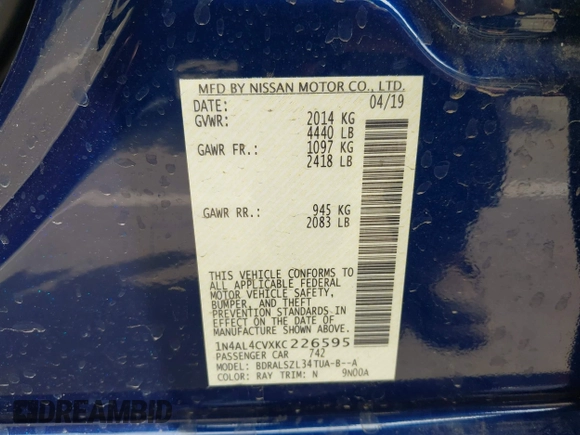 MFD BY NISSAN MOTOR CO., LTD.
DATE: 04/19
GVWR: 2014 KG
4440 LB
GAWR FR.: 1097 KG
2418 LB
GAWR RR.: 945 KG
2083 LB
THIS VEHICLE CONFORMS TO
ALL APPLICABLE FEDERAL
MOTOR VEHICLE SAFETY,
BUMPER, AND THEFT
PREVENTION STANDARDS
IN EFFECT ON THE DATE OF
MANUFACTURE SHOWN ABOVE.
1N4AL4CVXKC226595
PASSENGER CAR 742
MODEL: BDRALSZL34TUA-B--A
COLOR: RAY TRIM: N 9N00A
DREAMBID